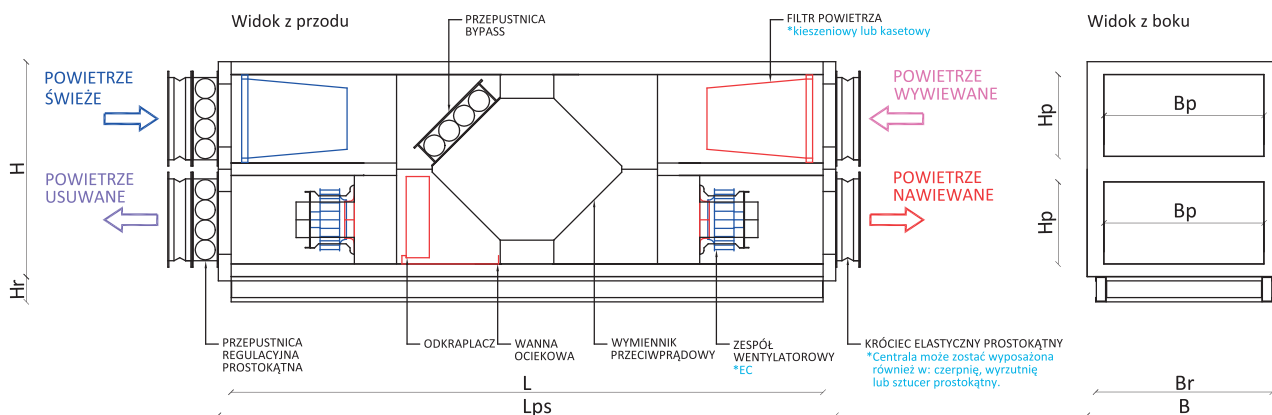 Widok z przodu
PRZEPUSTNICA
BYPASS
FILTR POWIETRZA
*kieszeniowy lub kasetowy
Widok z boku
POWIETRZE
ŚWIEŻE
POWIETRZE
WYWIEWANE
H
Hp
Bp
POWIETRZE
USUWANE
POWIETRZE
NAWIEWANE
Hp
Bp
Hr
PRZEPUSTNICA
REGULACYJNA
PROSTOKĄTNA
ODKRAPLACZ
WANNA
OCIEKOWA
WYMIENNIK
PRZECIWPRĄDOWY
ZESPÓŁ
WENTYLATOROWY
*EC
KRÓCIEC ELASTYCZNY PROSTOKĄTNY
*Centrala może zostać wyposażona
również w: czerpnię, wyrzutnię
lub sztucer prostokątny.
L
Br
Lps
B